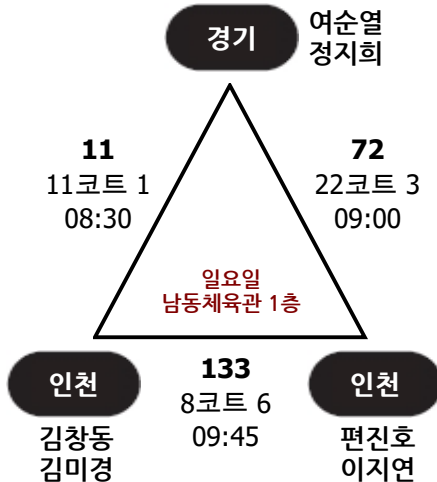 경기
여순열
정지희
11
11코트 1
08:30
72
22코트 3
09:00
일요일
남동체육관 1층
인천
김창동
김미경
133
8코트 6
09:45
인천
편진호
이지연